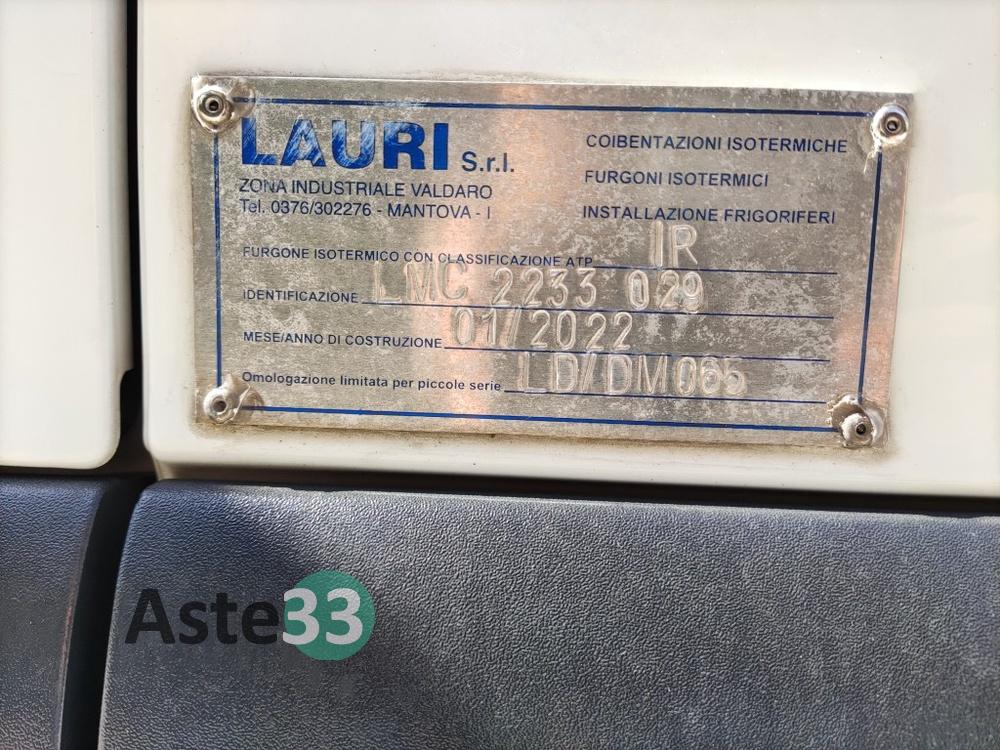 LAURI S.r.l.
ZONA INDUSTRIALE VALDARO
Tel. 0376/302276 - MANTOVA - I
COIBENTAZIONI ISOTERMICHE
FURGONI ISOTERMICI
INSTALLAZIONE FRIGORIFERI
FURGONE ISOTERMICO CON CLASSIFICAZIONE ATP IR
IDENTIFICAZIONE LMC 2233 029
MESE/ANNO DI COSTRUZIONE 01/2022
Omologazione limitata per piccole serie LD/DM065
Aste33